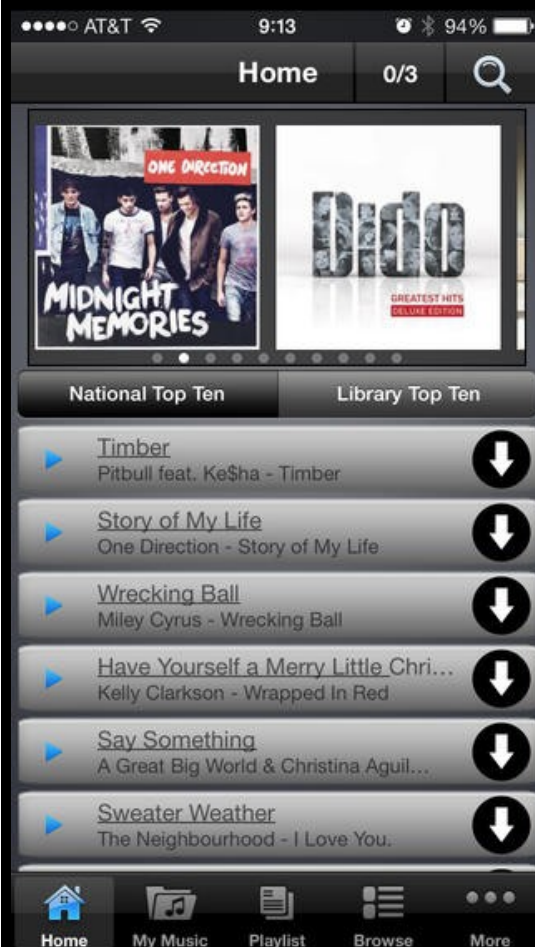 AT&T 9:13 94%
Home 0/3
ONE DIRECTION
MIDNIGHT
MEMORIES
Dido
GREATEST HITS
DELUXE EDITION
National Top Ten Library Top Ten
Timber
Pitbull feat. Ke$ha - Timber
Story of My Life
One Direction - Story of My Life
Wrecking Ball
Miley Cyrus - Wrecking Ball
Have Yourself a Merry Little Chri...
Kelly Clarkson - Wrapped In Red
Say Something
A Great Big World & Christina Aguil...
Sweater Weather
The Neighbourhood - I Love You.
Home My Music Playlist Browse More